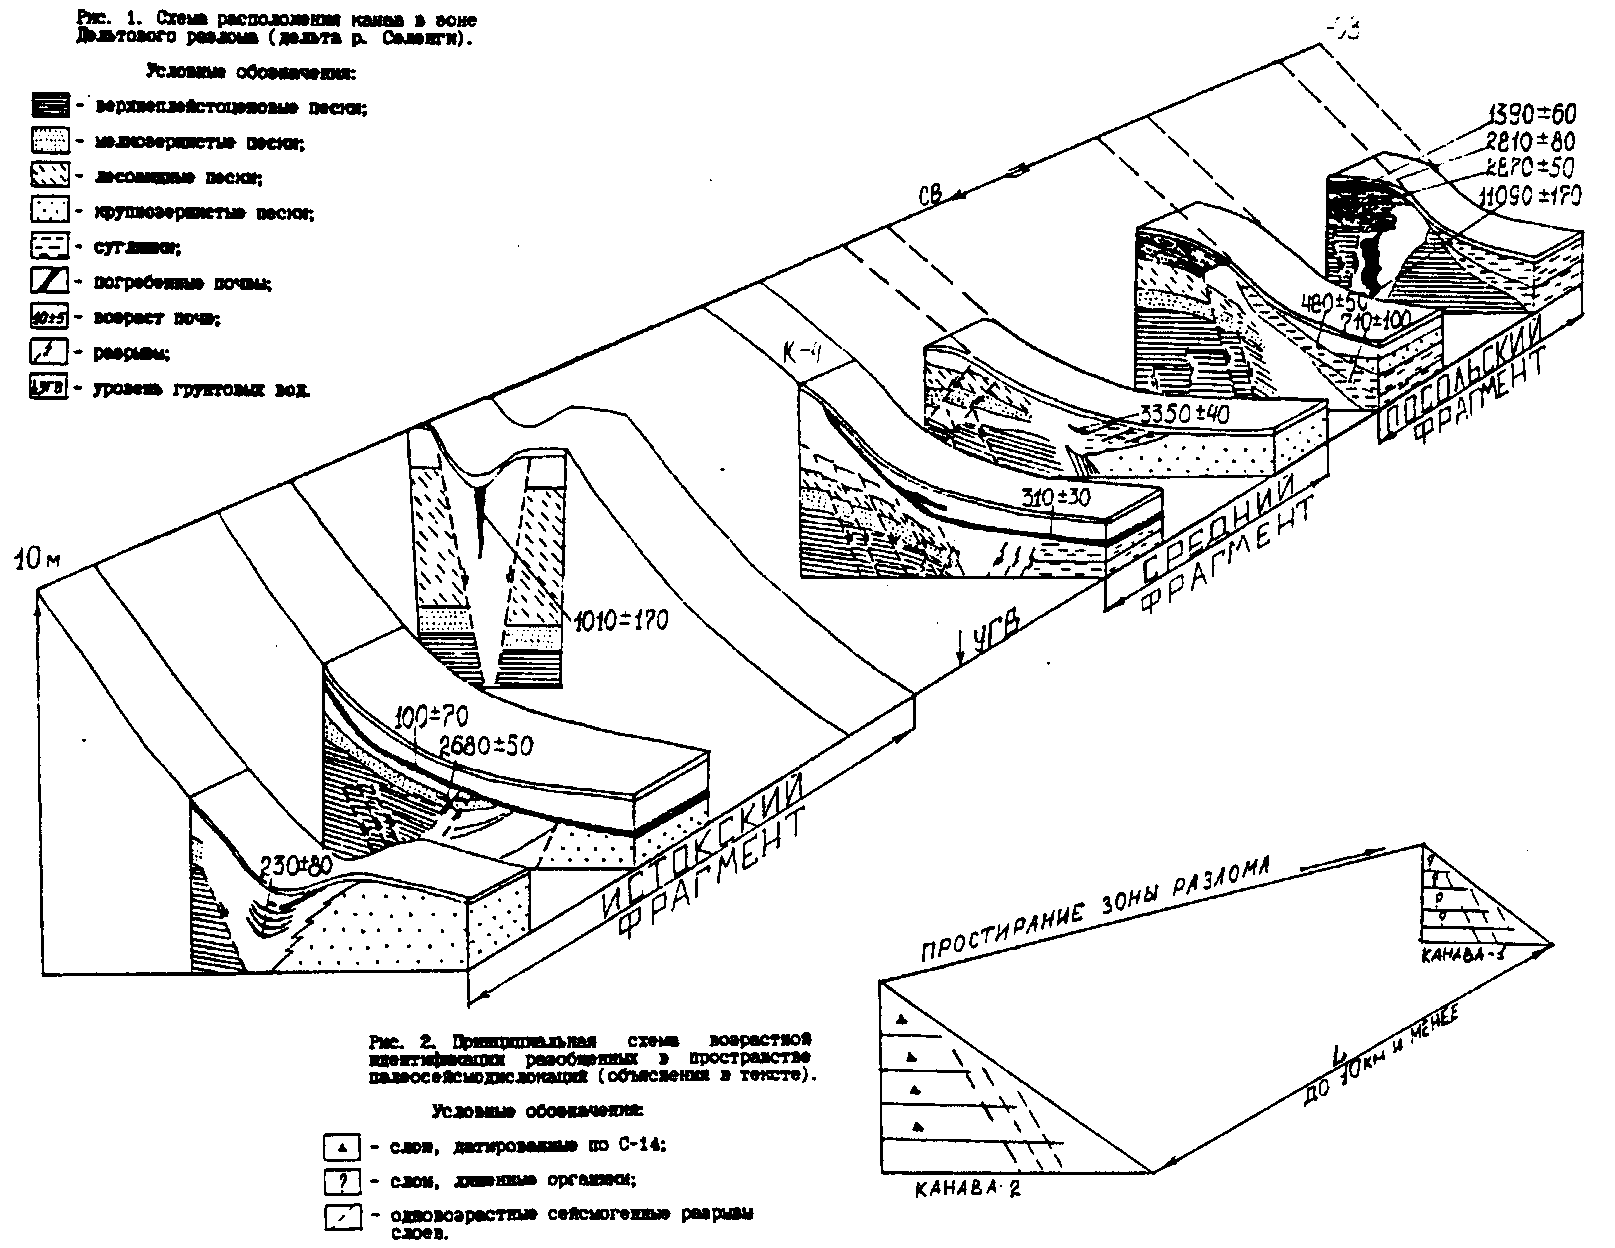 Рис. 1. Схема расположения канав в зоне
Дельтового разлома (дельта р. Селенги).
Условные обозначения:
- верхнеплейстоценовые пески;
- мелкозернистые пески;
- лесовидные пески;
- крупнозернистые пески;
- суглинки;
- погребенные почвы;
10±5 - возраст почв;
- разрывы;
УГВ - уровень грунтовых вод.
-ЮЗ
СВ
1390±60
2810±80
2870±50
11090±170
480±50
710±100
ПОСОЛЬСКИЙ
ФРАГМЕНТ
К-4
3350±40
310±30
СРЕДНИЙ
ФРАГМЕНТ
УГВ
10 м
1010±170
100±70
2680±50
230±80
ИСТОКСКИЙ
ФРАГМЕНТ
ПРОСТИРАНИЕ ЗОНЫ РАЗЛОМА
КАНАВА-1
L
ДО 10 км И МЕНЕЕ
КАНАВА-2
Рис. 2. Принципиальная схема возрастной
идентификации разобщенных в пространстве
палеосейсмодислокаций (объяснения в тексте).
Условные обозначения:
- слои, датированные по С-14;
? - слои, лишенные органики;
- одновозрастные сейсмогенные разрывы
слоев.